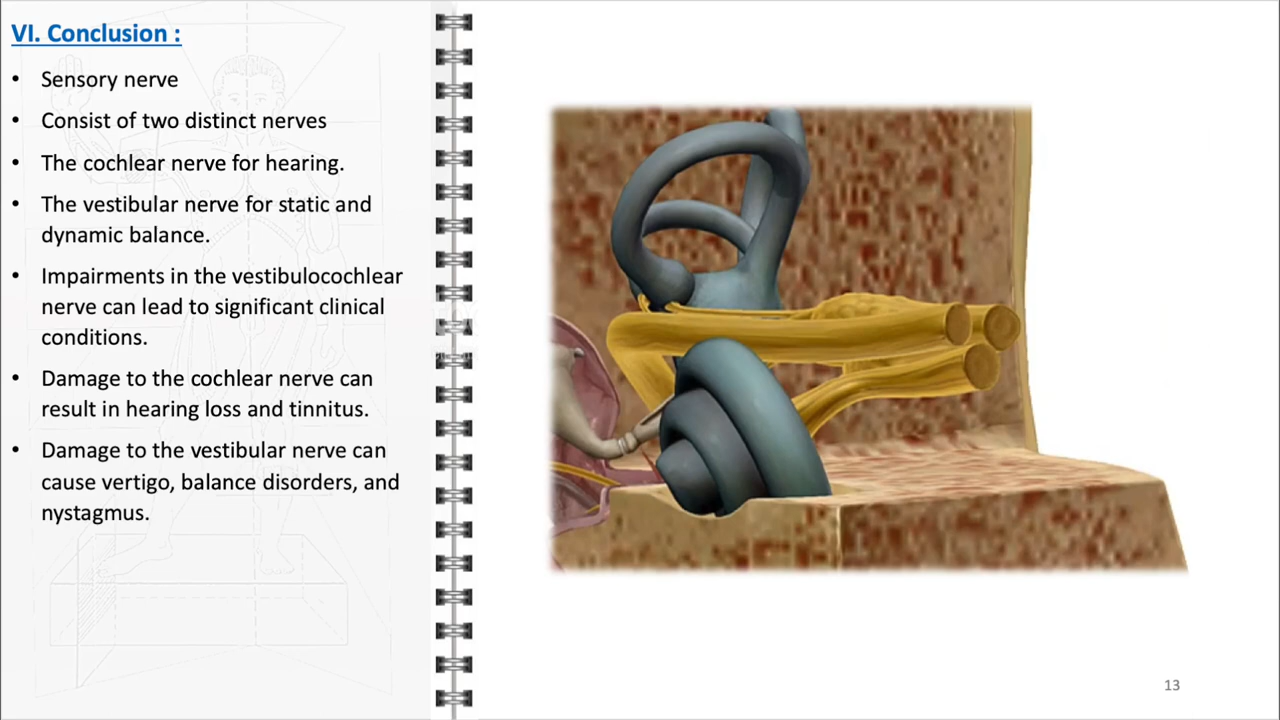 VI. Conclusion :
• Sensory nerve
• Consist of two distinct nerves
• The cochlear nerve for hearing.
• The vestibular nerve for static and
dynamic balance.
• Impairments in the vestibulocochlear
nerve can lead to significant clinical
conditions.
• Damage to the cochlear nerve can
result in hearing loss and tinnitus.
• Damage to the vestibular nerve can
cause vertigo, balance disorders, and
nystagmus.
13